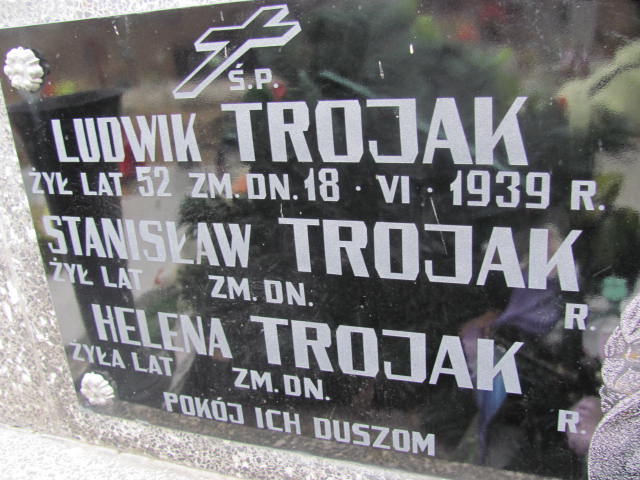 Ś.P.
LUDWIK TROJAK
ŻYŁ LAT 52 ZM. DN. 18 · VI · 1939 R.
STANISŁAW TROJAK
ŻYŁ LAT ZM. DN. R.
HELENA TROJAK
ŻYŁA LAT ZM. DN. R.
POKÓJ ICH DUSZOM